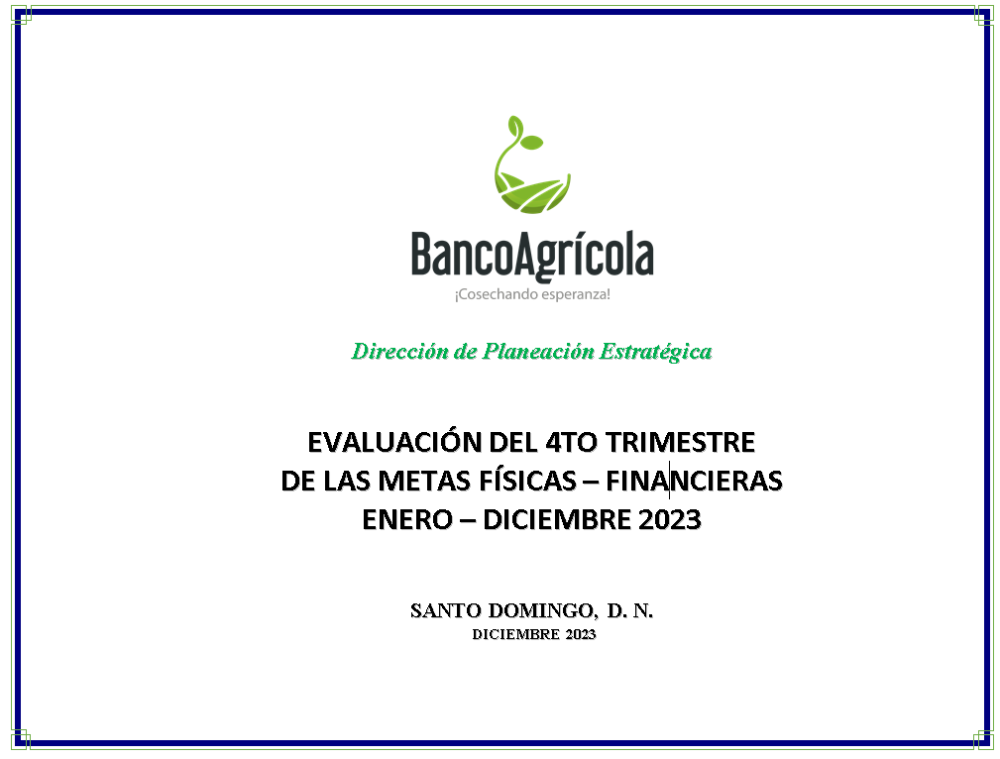 BancoAgrícola
¡Cosechando esperanza!
Dirección de Planeación Estratégica
EVALUACIÓN DEL 4TO TRIMESTRE
DE LAS METAS FÍSICAS – FINANCIERAS
ENERO – DICIEMBRE 2023
SANTO DOMINGO, D. N.
DICIEMBRE 2023